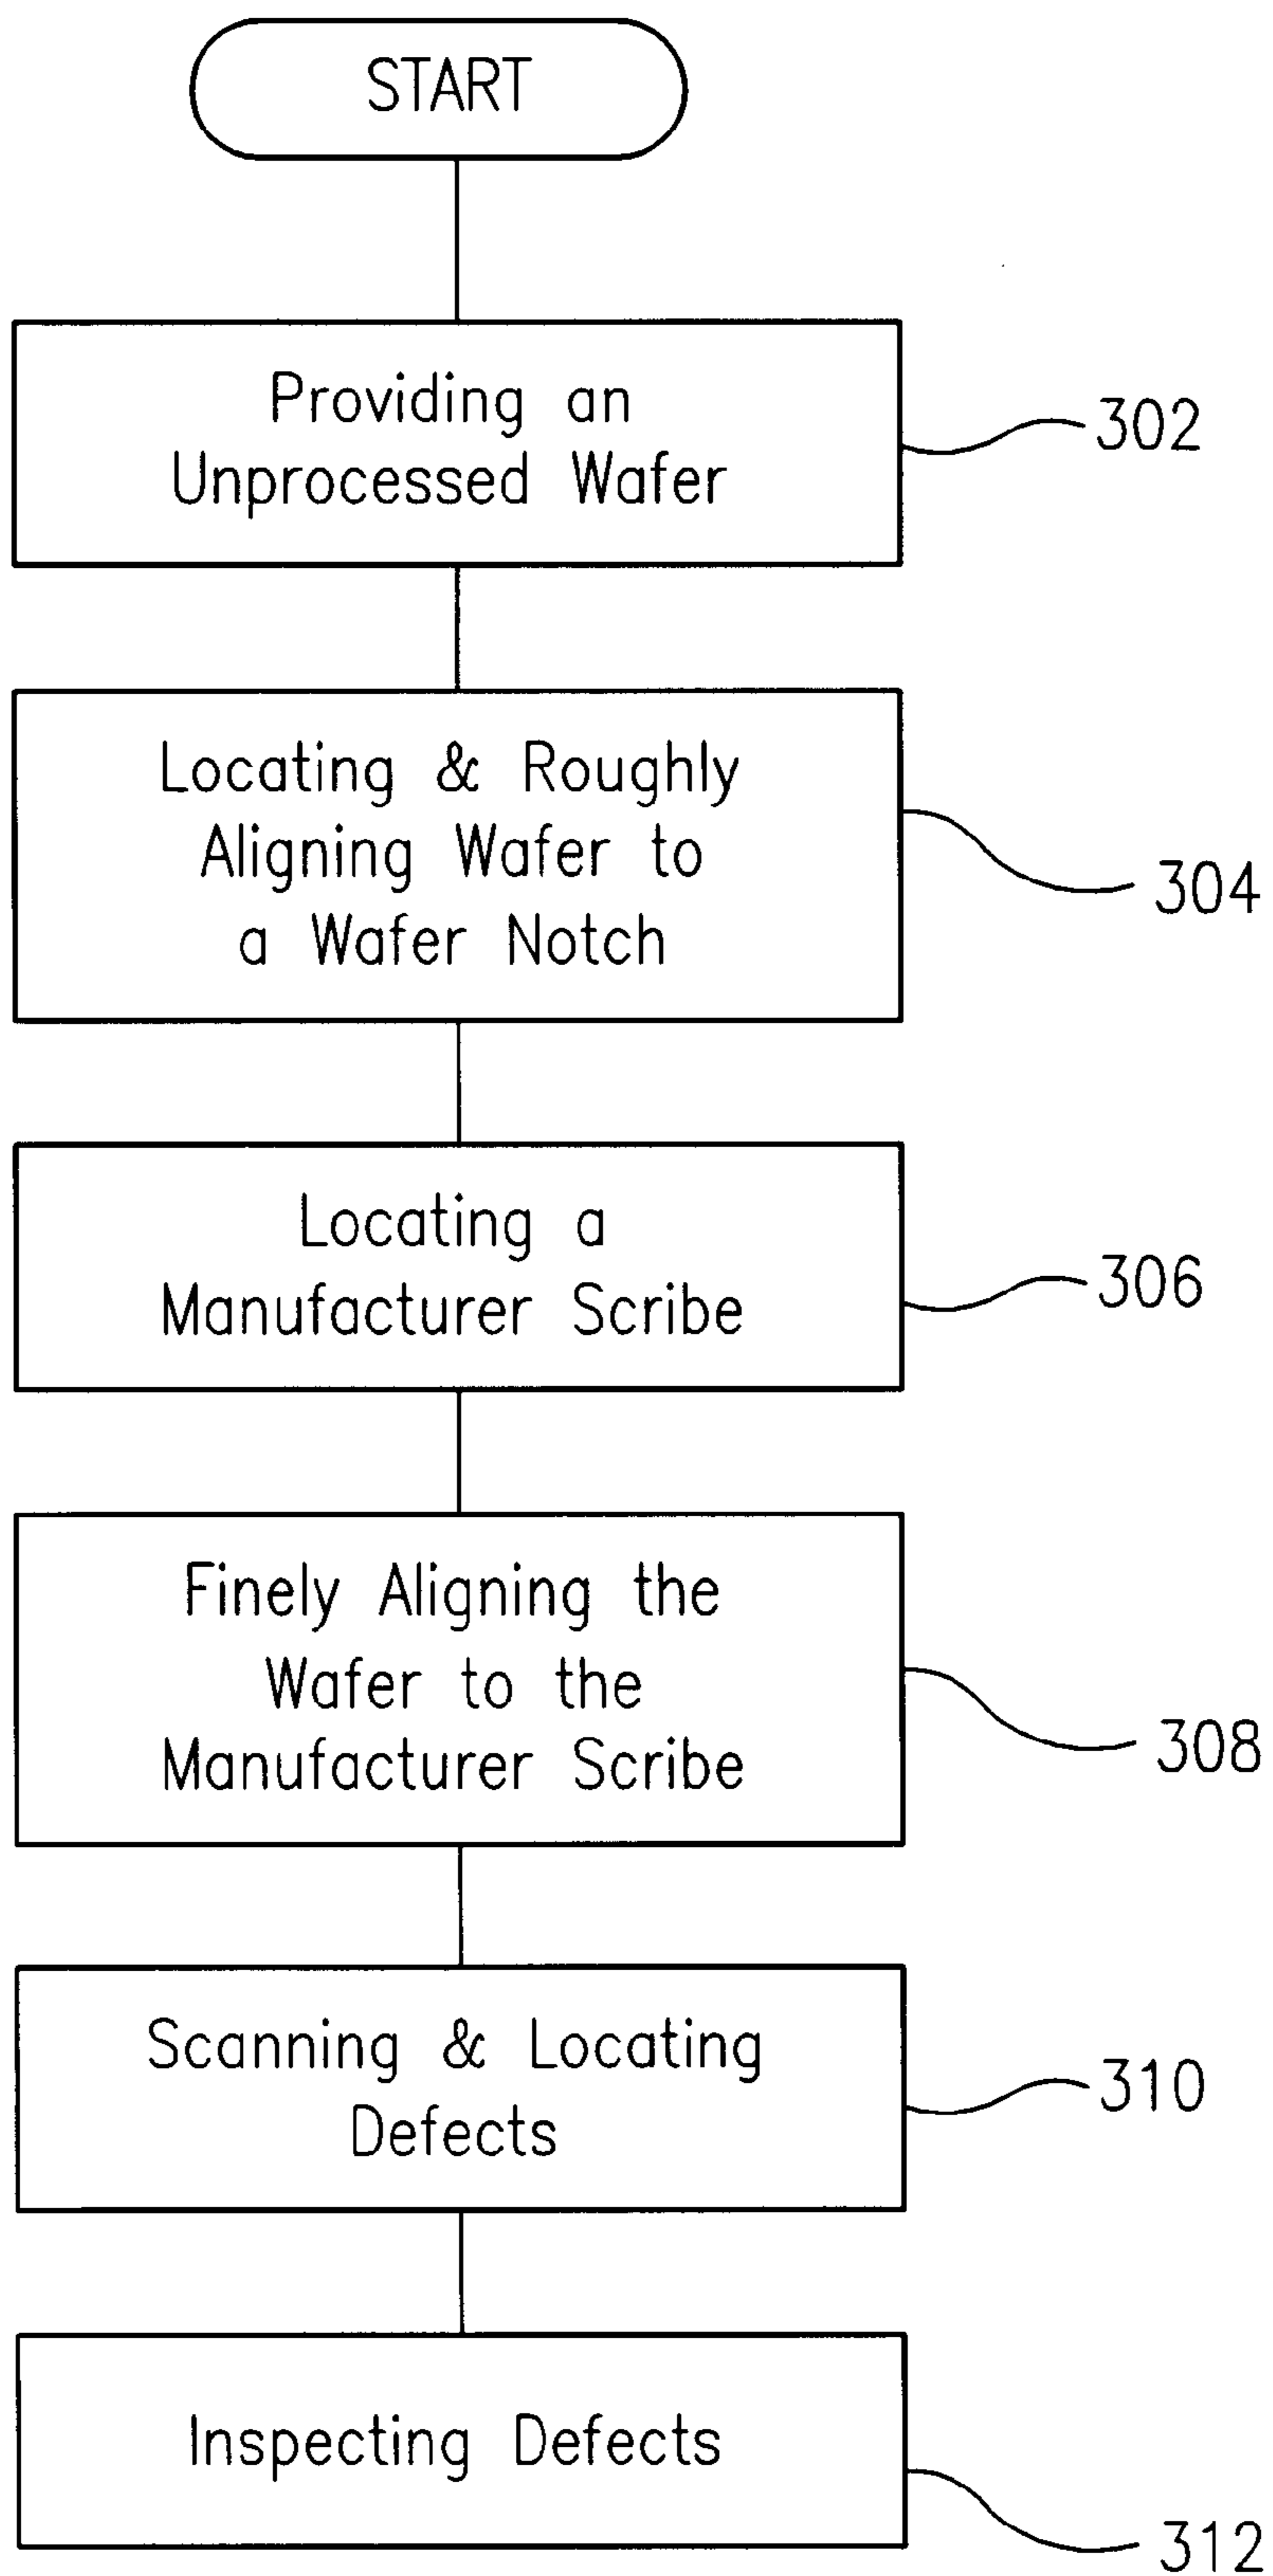 START
Providing an
Unprocessed Wafer
302
Locating & Roughly
Aligning Wafer to
a Wafer Notch
304
Locating a
Manufacturer Scribe
306
Finely Aligning the
Wafer to the
Manufacturer Scribe
308
Scanning & Locating
Defects
310
Inspecting Defects
312